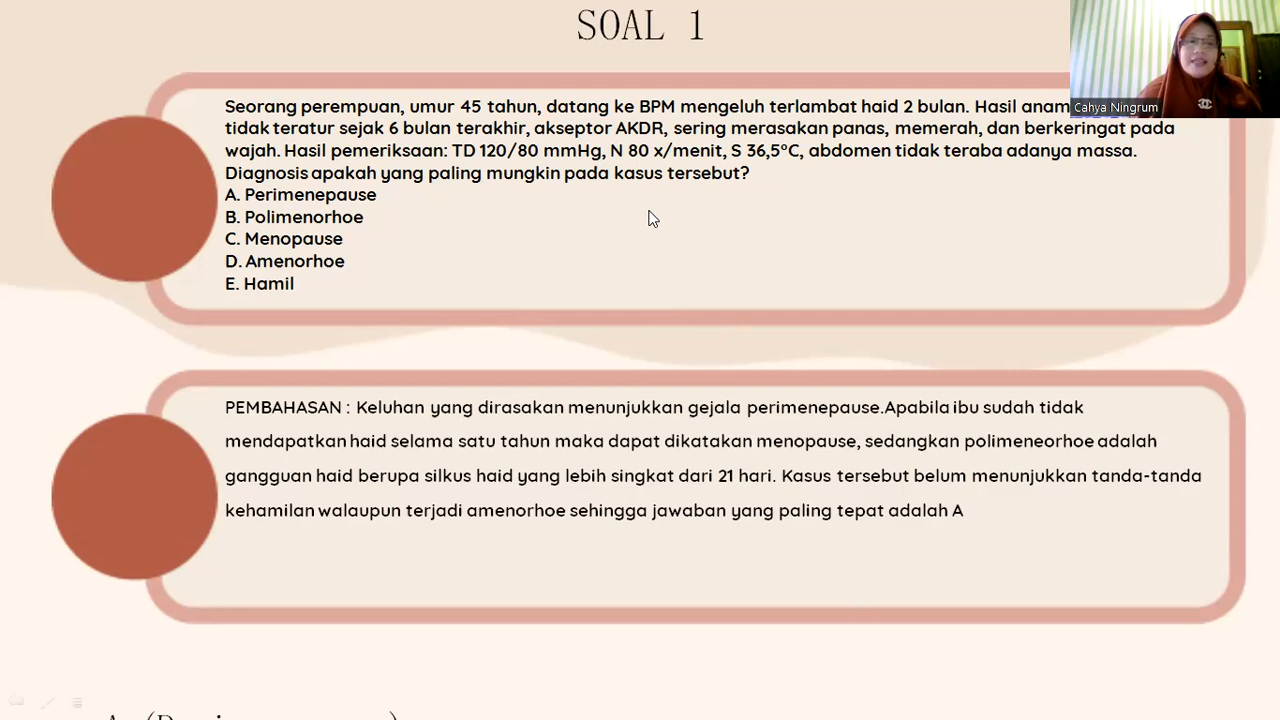 SOAL 1
Cahya Ningrum
Seorang perempuan, umur 45 tahun, datang ke BPM mengeluh terlambat haid 2 bulan. Hasil
tidak teratur sejak 6 bulan terakhir, akseptor AKDR, sering merasakan panas, memerah, dan berkeringat pada
wajah. Hasil pemeriksaan: TD 120/80 mmHg, N 80 x/menit, S 36,5°C, abdomen tidak teraba adanya massa.
Diagnosis apakah yang paling mungkin pada kasus tersebut?
A. Perimenepause
B. Polimenorhoe
C. Menopause
D. Amenorhoe
E. Hamil
PEMBAHASAN : Keluhan yang dirasakan menunjukkan gejala perimenepause.Apabila ibu sudah tidak
mendapatkan haid selama satu tahun maka dapat dikatakan menopause, sedangkan polimeneorhoe adalah
gangguan haid berupa silkus haid yang lebih singkat dari 21 hari. Kasus tersebut belum menunjukkan tanda-tanda
kehamilan walaupun terjadi amenorhoe sehingga jawaban yang paling tepat adalah A